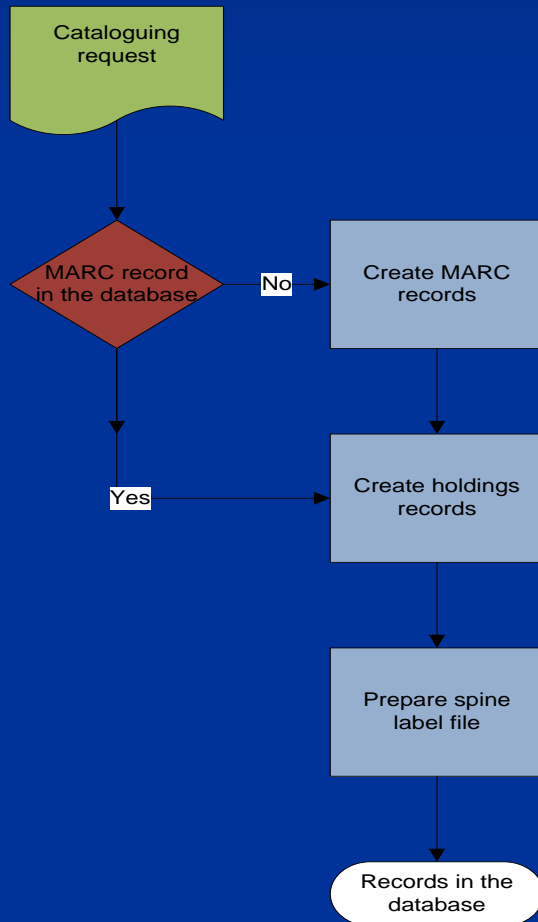 Cataloguing
request
MARC record
in the database
No
Create MARC
records
Create holdings
records
Yes
Prepare spine
label file
Records in the
database